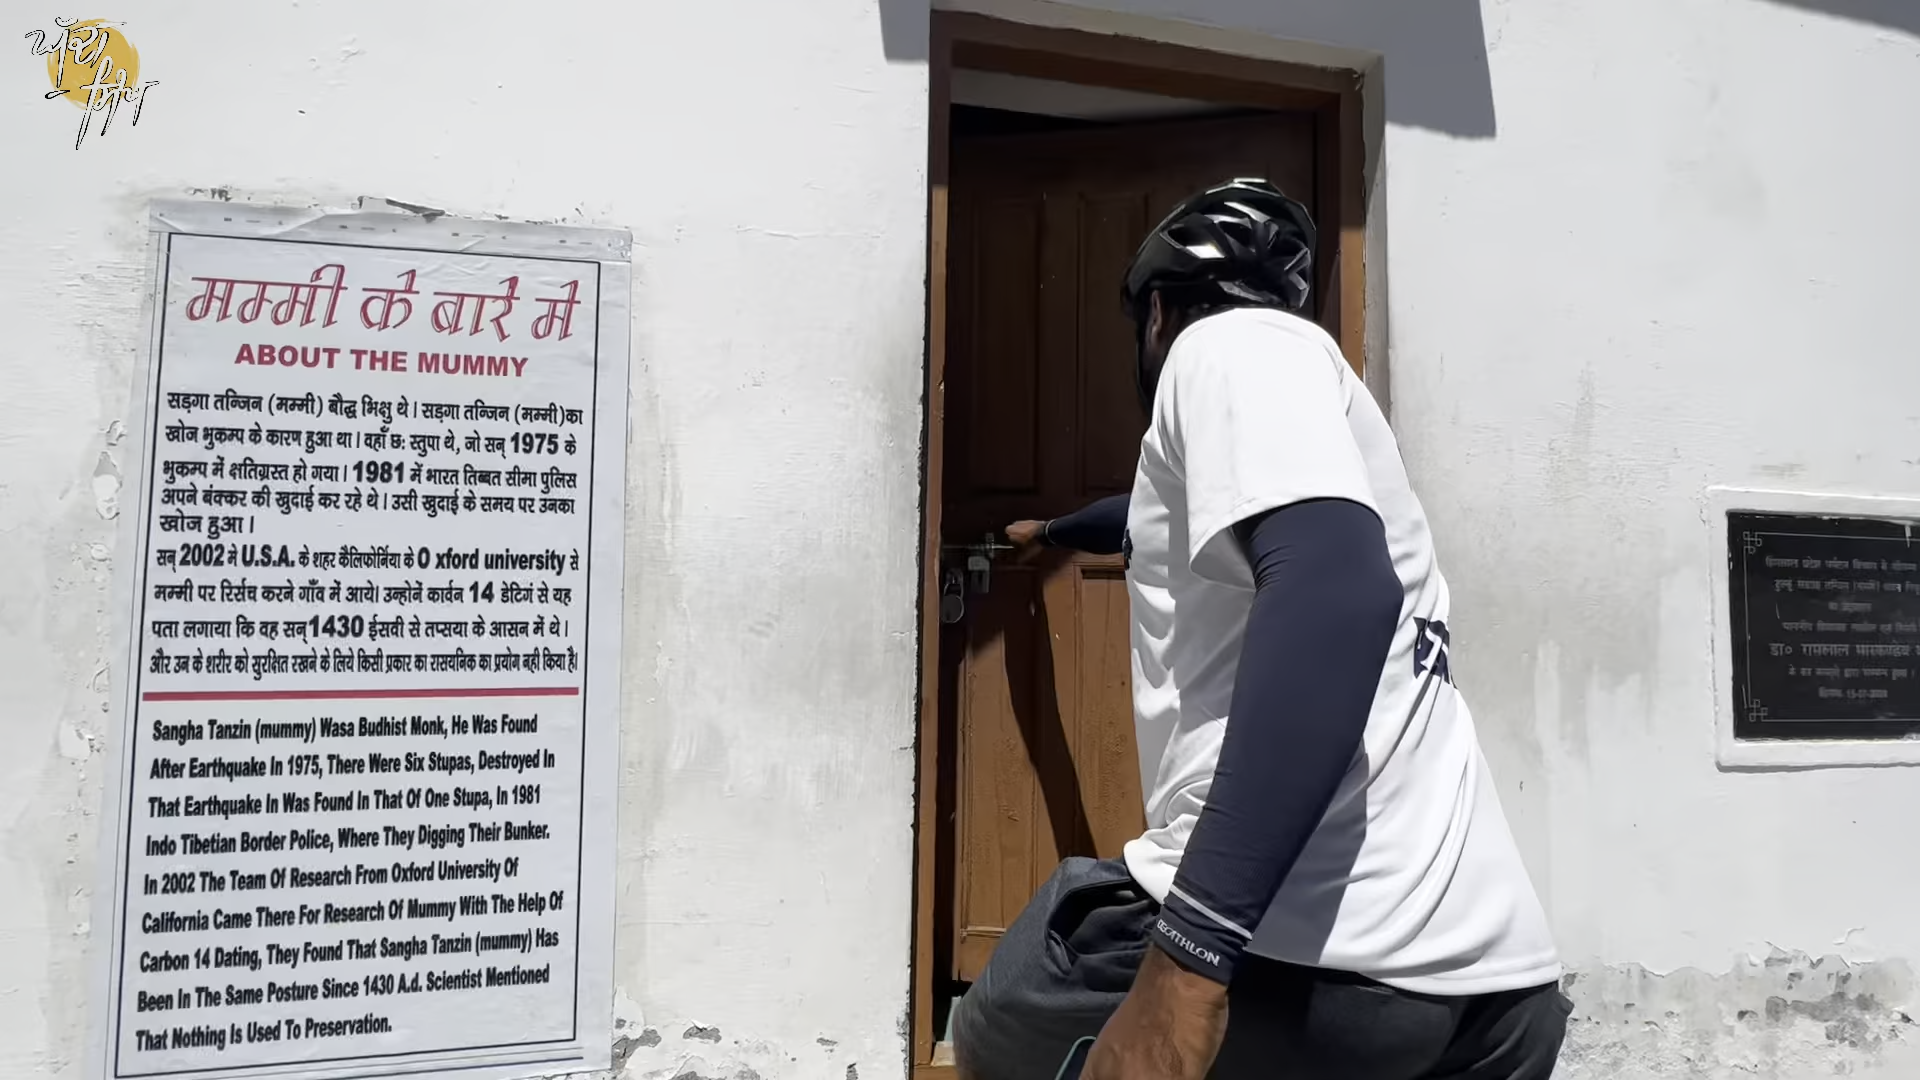 ਘੁੱਦਾ
ਸਿੰਘ
मम्मी के बारे मे
ABOUT THE MUMMY
सड़गा तन्जिन (मम्मी) बौद्ध भिक्षु थे। सड़गा तन्जिन (मम्मी)का
खोज भुकम्प के कारण हुआ था। वहाँ छ: स्तुपा थे, जो सन् 1975 के
भुकम्प में क्षतिग्रस्त हो गया। 1981 में भारत तिब्बत सीमा पुलिस
अपने बंक्कर की खुदाई कर रहे थे। उसी खुदाई के समय पर उनका
खोज हुआ।
सन् 2002 मे U.S.A. के शहर कैलिफोर्निया के O xford university से
मम्मी पर रिर्सच करने गाँव में आये। उन्होनें कार्वन 14 डेटिगं से यह
पता लगाया कि वह सन् 1430 ईसवी से तप्सया के आसन में थे।
और उन के शरीर को सुरक्षित रखने के लिये किसी प्रकार का रासयनिक का प्रयोग नही किया है।
Sangha Tanzin (mummy) Wasa Budhist Monk, He Was Found
After Earthquake In 1975, There Were Six Stupas, Destroyed In
That Earthquake In Was Found In That Of One Stupa, In 1981
Indo Tibetian Border Police, Where They Digging Their Bunker.
In 2002 The Team Of Research From Oxford University Of
California Came There For Research Of Mummy With The Help Of
Carbon 14 Dating, They Found That Sangha Tanzin (mummy) Has
Been In The Same Posture Since 1430 A.d. Scientist Mentioned
That Nothing Is Used To Preservation.
DECATHLON
डा० रामलाल मारकण्डेय